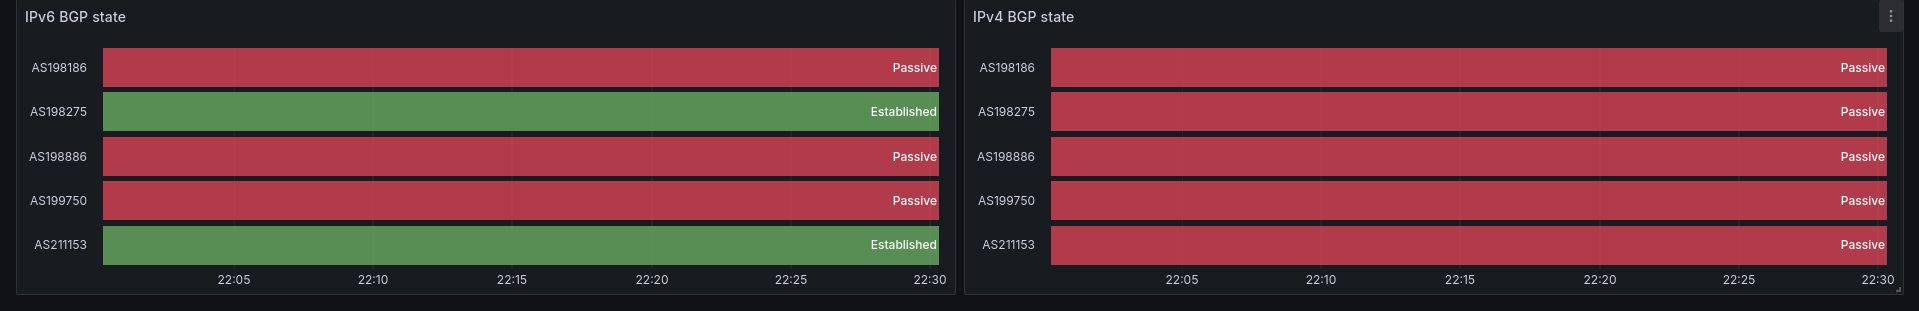 IPv6 BGP state
AS198186 Passive
AS198275 Established
AS198886 Passive
AS199750 Passive
AS211153 Established
22:05 22:10 22:15 22:20 22:25 22:30
IPv4 BGP state
AS198186 Passive
AS198275 Passive
AS198886 Passive
AS199750 Passive
AS211153 Passive
22:05 22:10 22:15 22:20 22:25 22:30